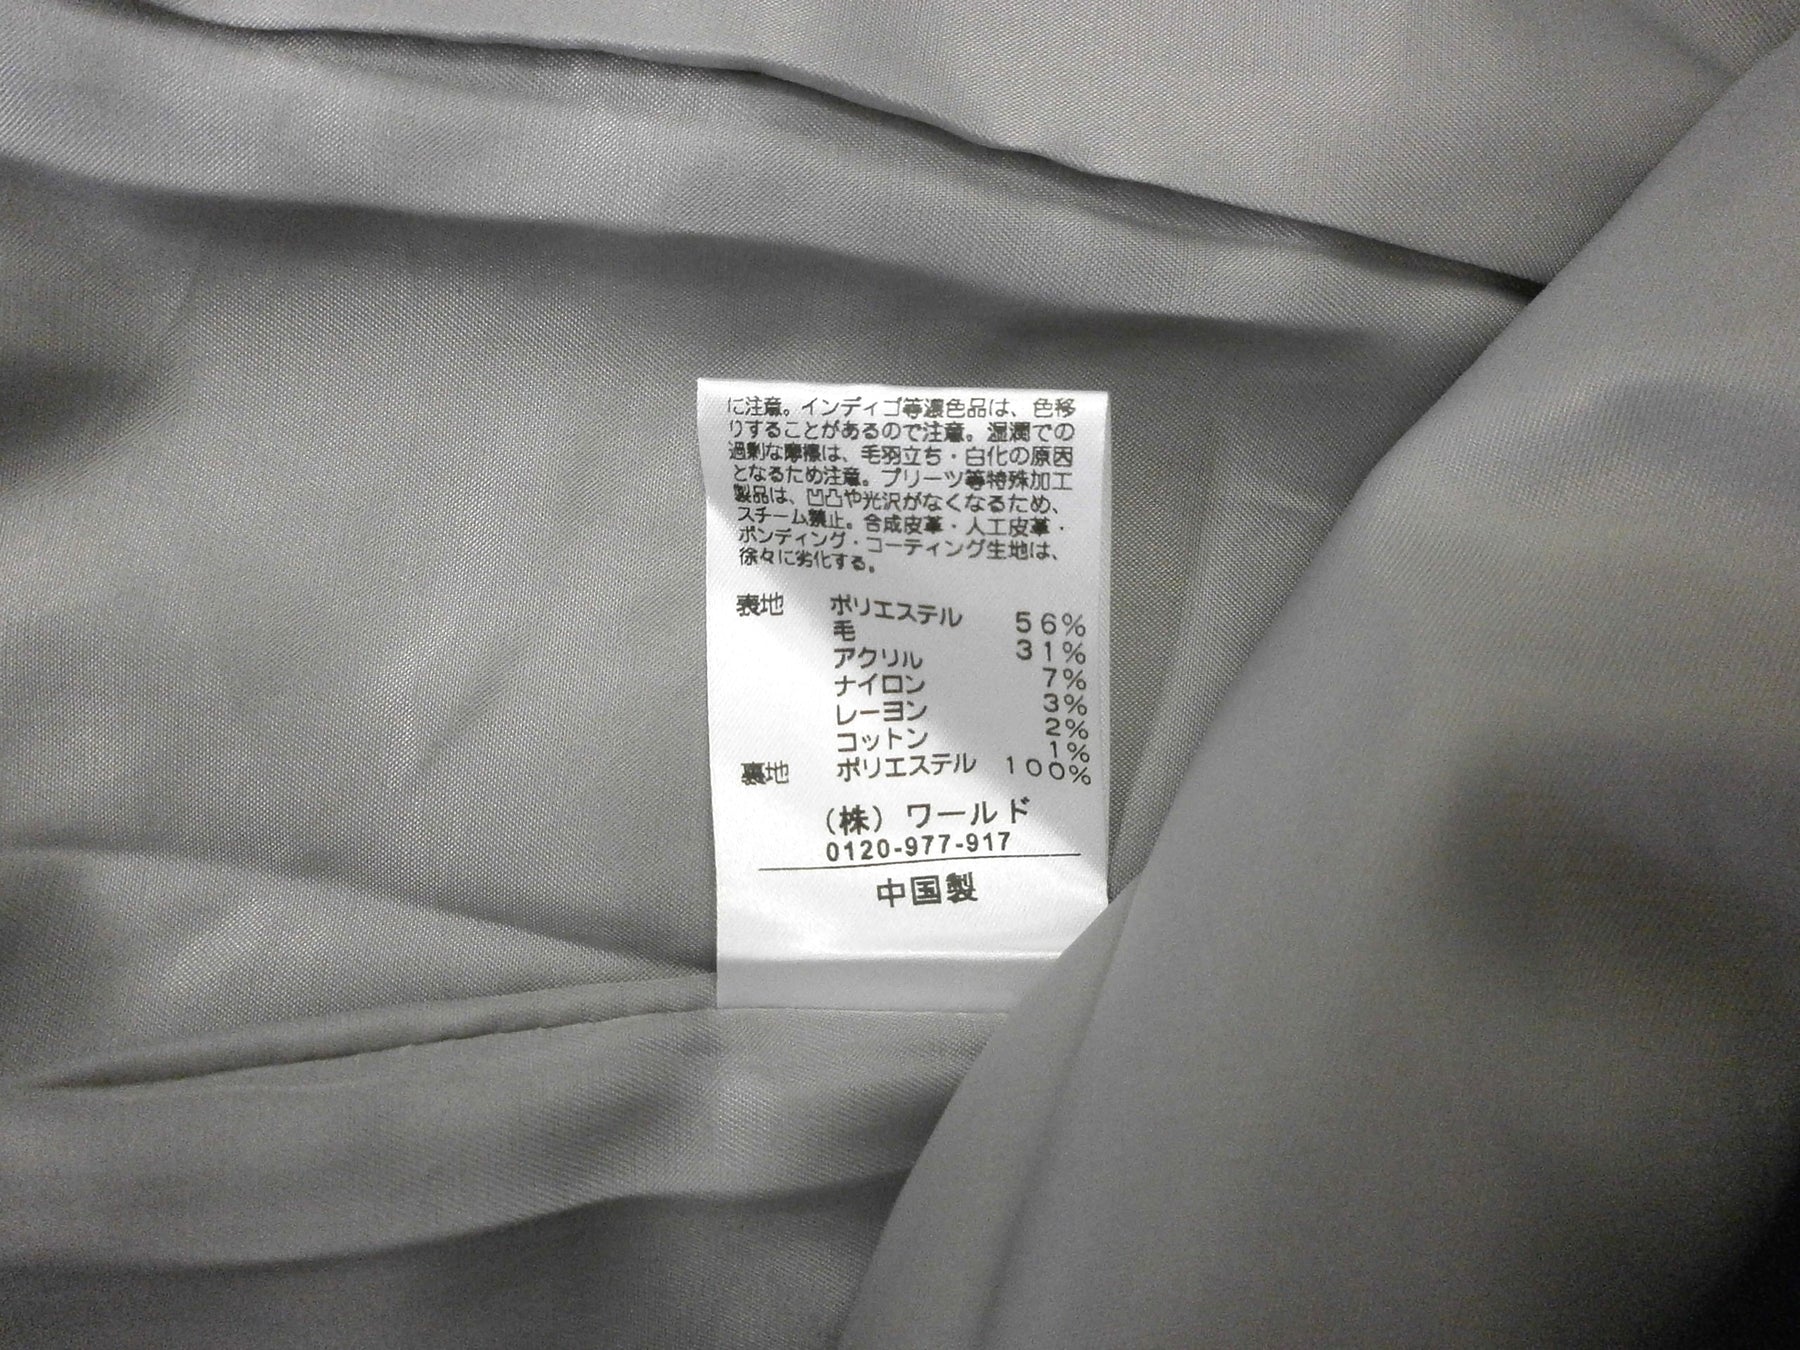 に注意。インディゴ等濃色品は、色移
りすることがあるので注意。湿潤での
過剰な摩擦は、毛羽立ち・白化の原因
となるため注意。プリーツ等特殊加工
製品は、凹凸や光沢がなくなるため、
スチーム禁止。合成皮革・人工皮革・
ボンディング・コーティング生地は、
徐々に劣化する。
表地 ポリエステル 56%
毛 31%
アクリル 7%
ナイロン 3%
レーヨン 2%
コットン 1%
裏地 ポリエステル 100%
(株) ワールド
0120-977-917
中国製